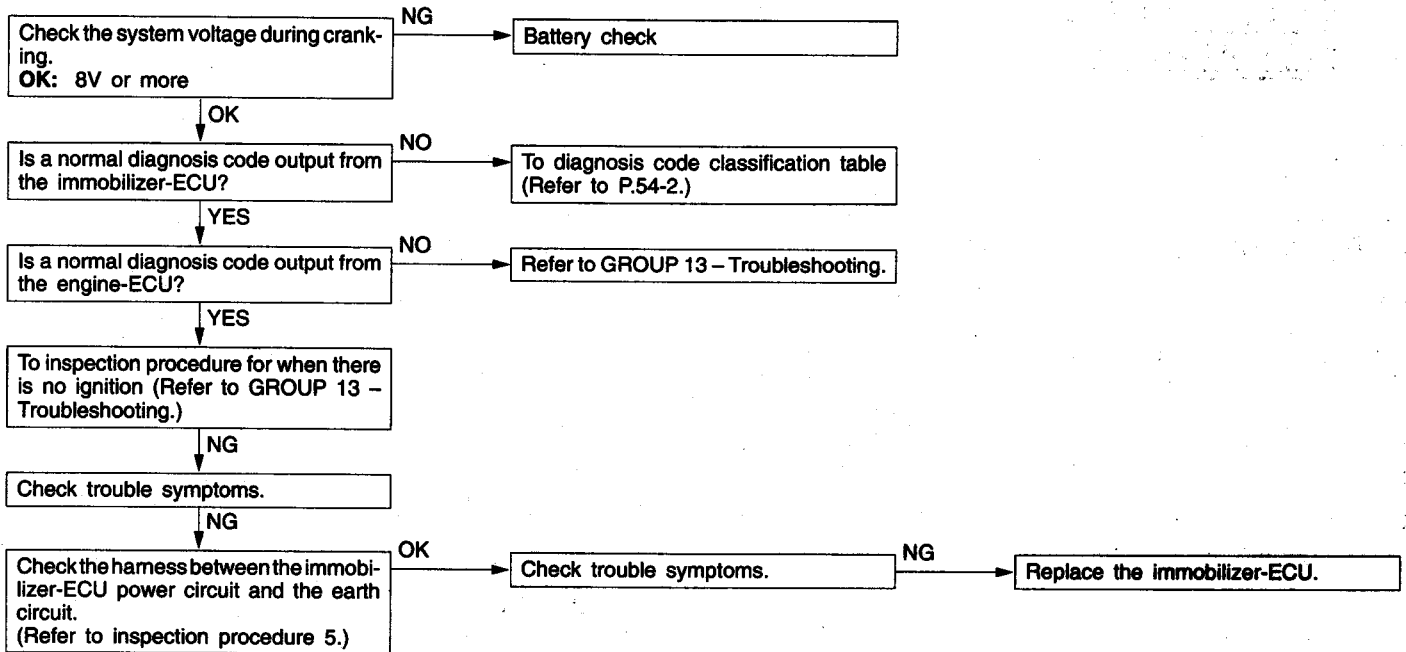 NG
Check the system voltage during crank-
ing.
OK: 8V or more
Battery check
OK
Is a normal diagnosis code output from
the immobilizer-ECU?
NO
To diagnosis code classification table
(Refer to P.54-2.)
YES
Is a normal diagnosis code output from
the engine-ECU?
NO
Refer to GROUP 13 – Troubleshooting.
YES
To inspection procedure for when there
is no ignition (Refer to GROUP 13 –
Troubleshooting.)
NG
Check trouble symptoms.
NG
Check the harness between the immobi-
lizer-ECU power circuit and the earth
circuit.
(Refer to inspection procedure 5.)
OK
Check trouble symptoms.
NG
Replace the immobilizer-ECU.